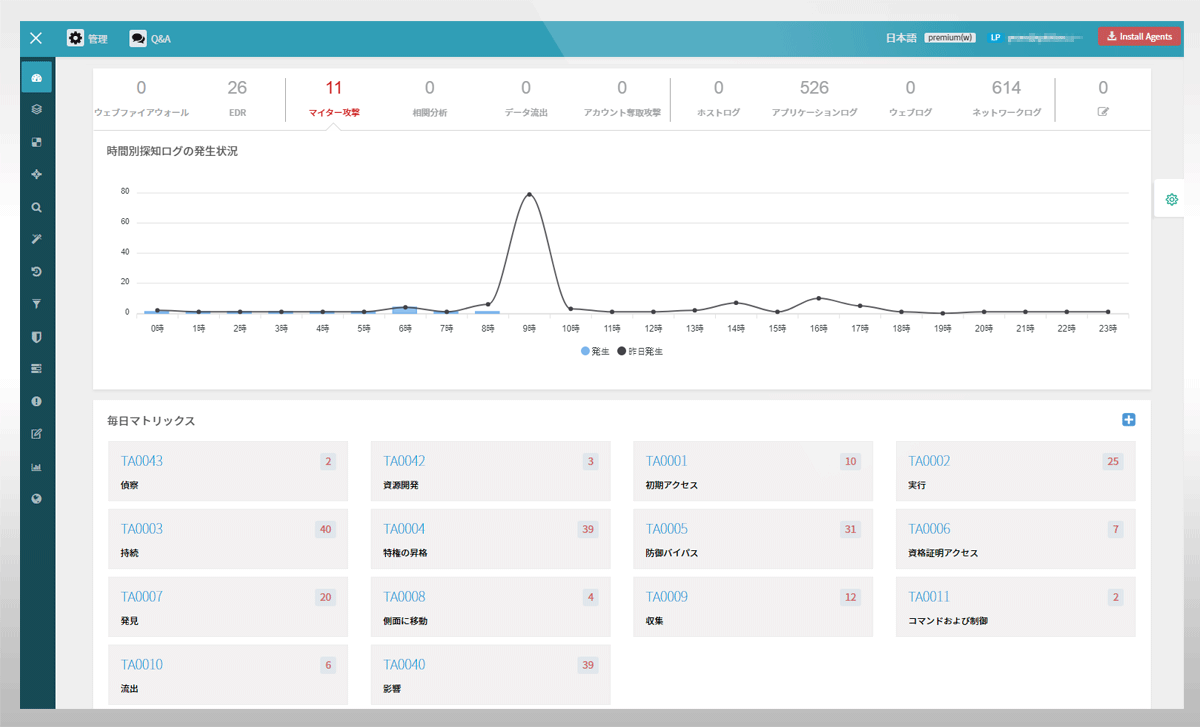 管理
Q&A
日本語 premium(w) LP
Install Agents
0 26 11 0 0 0 0 526 0 614 0
ウェブファイアウォール EDR マイター攻撃 相関分析 データ流出 アカウント奪取攻撃 ホストログ アプリケーションログ ウェブログ ネットワークログ
時間別探知ログの発生状況
80
60
40
20
0
0時 1時 2時 3時 4時 5時 6時 7時 8時 9時 10時 11時 12時 13時 14時 15時 16時 17時 18時 19時 20時 21時 22時 23時
発生 昨日発生
毎日マトリックス
TA0043 2 TA0042 3 TA0001 10 TA0002 25
偵察 資源開発 初期アクセス 実行
TA0003 40 TA0004 39 TA0005 31 TA0006 7
持続 特権の昇格 防御バイパス 資格証明アクセス
TA0007 20 TA0008 4 TA0009 12 TA0011 2
発見 側面に移動 収集 コマンドおよび制御
TA0010 6 TA0040 39
流出 影響